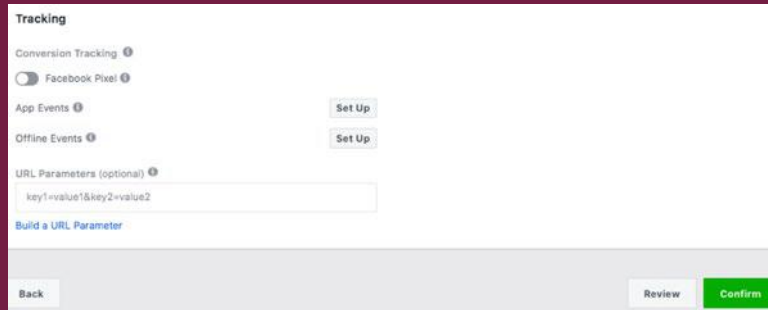 Tracking
Conversion Tracking
Facebook Pixel
App Events Set Up
Offline Events Set Up
URL Parameters (optional)
key1=value1&key2=value2
Build a URL Parameter
Back Review Confirm